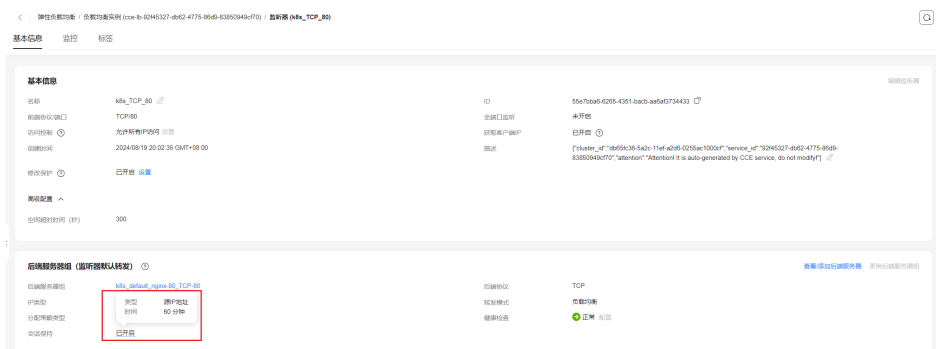 弹性负载均衡 / 负载均衡实例 (cce-lb-92f45327-db62-4775-86d9-83850949cf70) / 监听器 (k8s_TCP_80)
基本信息 监控 标签
基本信息 编辑监听器
名称 k8s_TCP_80 ID 55e7bba6-6265-4351-bacb-aa6af3734433
前端协议/端口 TCP/80 全端口监听 未开启
访问控制 允许所有IP访问 设置 获取客户端IP 已开启
创建时间 2024/08/19 20:02:35 GMT+08:00 描述 {"cluster_id":"db65fc36-5a2c-11ef-a2d6-0255ac1000cf","service_id":"92f45327-db62-4775-86d9-
83850949cf70","attention":"Attention! It is auto-generated by CCE service, do not modify!"}
修改保护 已开启 设置
高级配置
空闲超时时间（秒） 300
后端服务器组（监听器默认转发） 查看/添加后端服务器 更换后端服务器组
后端服务器组 k8s_default_nginx-80_TCP-80 后端协议 TCP
IP类型 类型 源IP地址 转发模式 负载均衡
分配策略类型 时间 60 分钟 健康检查 正常 配置
会话保持 已开启